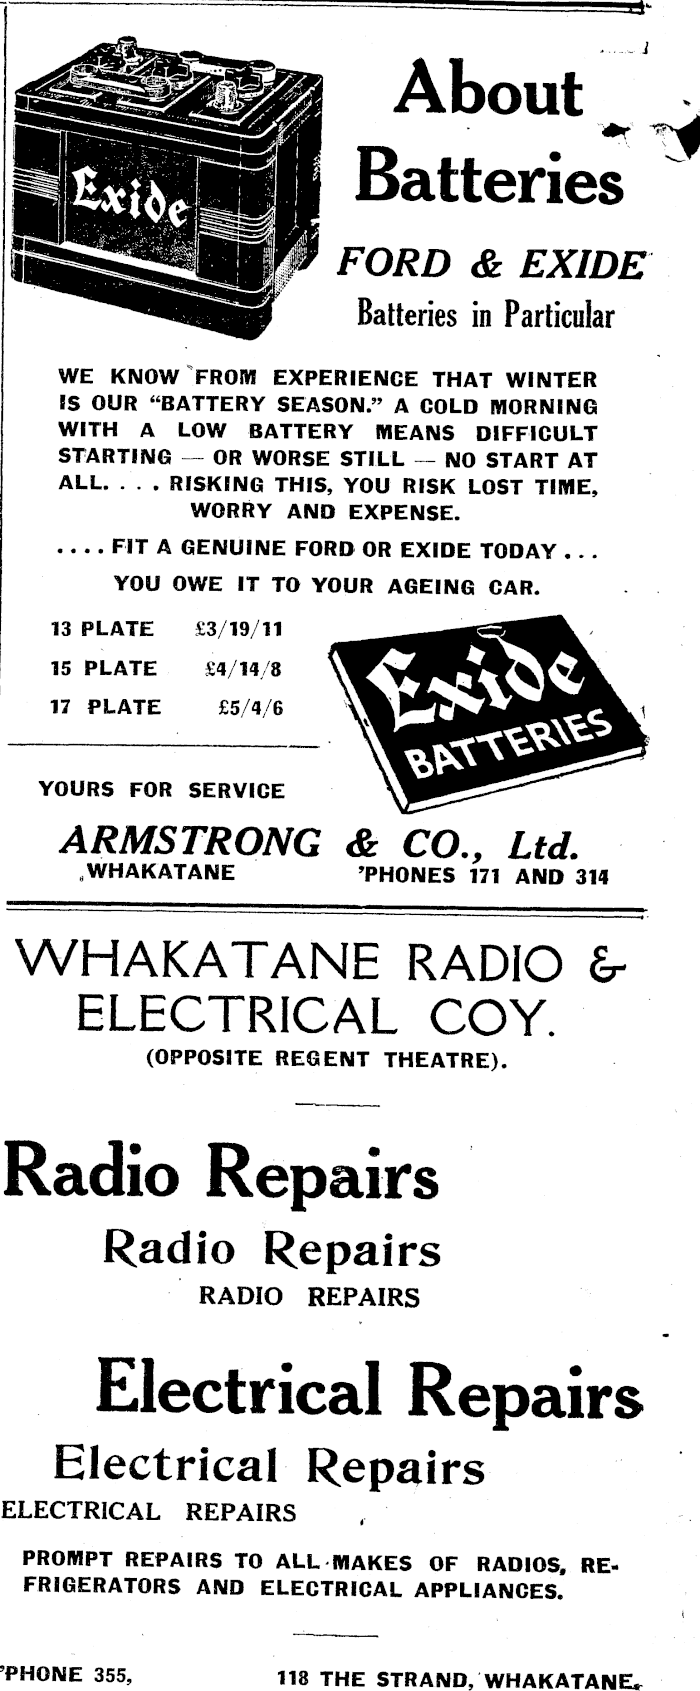 Exide
About
Batteries
FORD & EXIDE
Batteries in Particular
WE KNOW FROM EXPERIENCE THAT WINTER
IS OUR “BATTERY SEASON.” A COLD MORNING
WITH A LOW BATTERY MEANS DIFFICULT
STARTING — OR WORSE STILL — NO START AT
ALL. . . . RISKING THIS, YOU RISK LOST TIME,
WORRY AND EXPENSE.
. . . . FIT A GENUINE FORD OR EXIDE TODAY . . .
YOU OWE IT TO YOUR AGEING CAR.
13 PLATE £3/19/11
15 PLATE £4/14/8
17 PLATE £5/4/6
Exide
BATTERIES
YOURS FOR SERVICE
ARMSTRONG & CO., Ltd.
WHAKATANE 'PHONES 171 AND 314
WHAKATANE RADIO &
ELECTRICAL COY.
(OPPOSITE REGENT THEATRE).
Radio Repairs
Radio Repairs
RADIO REPAIRS
Electrical Repairs
Electrical Repairs
ELECTRICAL REPAIRS
PROMPT REPAIRS TO ALL MAKES OF RADIOS, RE-
FRIGERATORS AND ELECTRICAL APPLIANCES.
'PHONE 355, 118 THE STRAND, WHAKATANE.